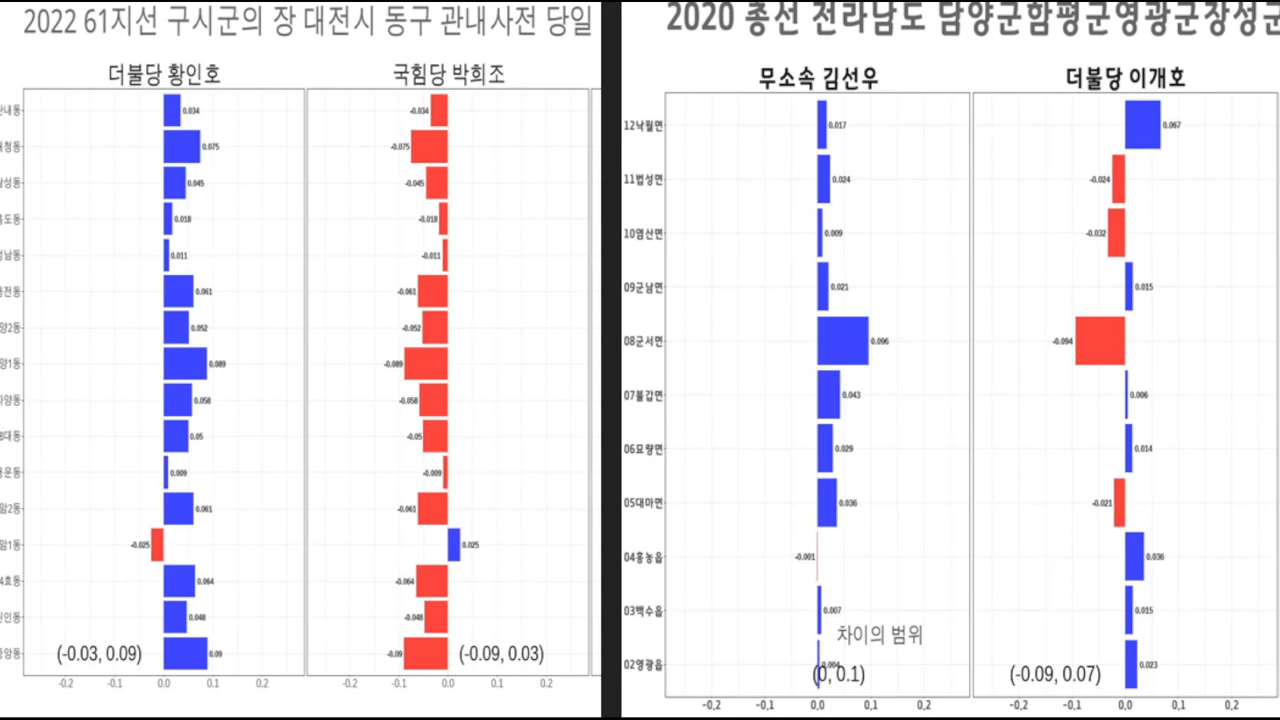 2022 61지선 구시군의 장 대전시 동구 관내사전 당일
더불당 황인호
국힘당 박희조
0.034
0.075
0.045
0.018
0.011
0.061
0.052
0.089
0.058
0.05
0.009
0.061
-0.025
0.064
0.048
0.09
(-0.03, 0.09)
-0.2 -0.1 0.0 0.1 0.2
-0.034
-0.075
-0.045
-0.018
-0.011
-0.061
-0.052
-0.089
-0.058
-0.05
-0.009
-0.061
0.025
-0.064
-0.048
-0.09
(-0.09, 0.03)
-0.2 -0.1 0.0 0.1 0.2
2020 총선 전라남도 담양군함평군영광군장성군
무소속 김선우
더불당 이개호
12낙월면 0.017 0.067
11법성면 0.024 -0.024
10염산면 0.009 -0.032
09군남면 0.021 0.015
08군서면 0.096 -0.094
07불갑면 0.043 0.006
06묘량면 0.029 0.014
05대마면 0.036 -0.021
04홍농읍 -0.001 0.036
03백수읍 0.007 0.015
차이의 범위
02영광읍 0.004 0.023
(0, 0.1) (-0.09, 0.07)
-0.2 -0.1 0.0 0.1 0.2 -0.2 -0.1 0.0 0.1 0.2